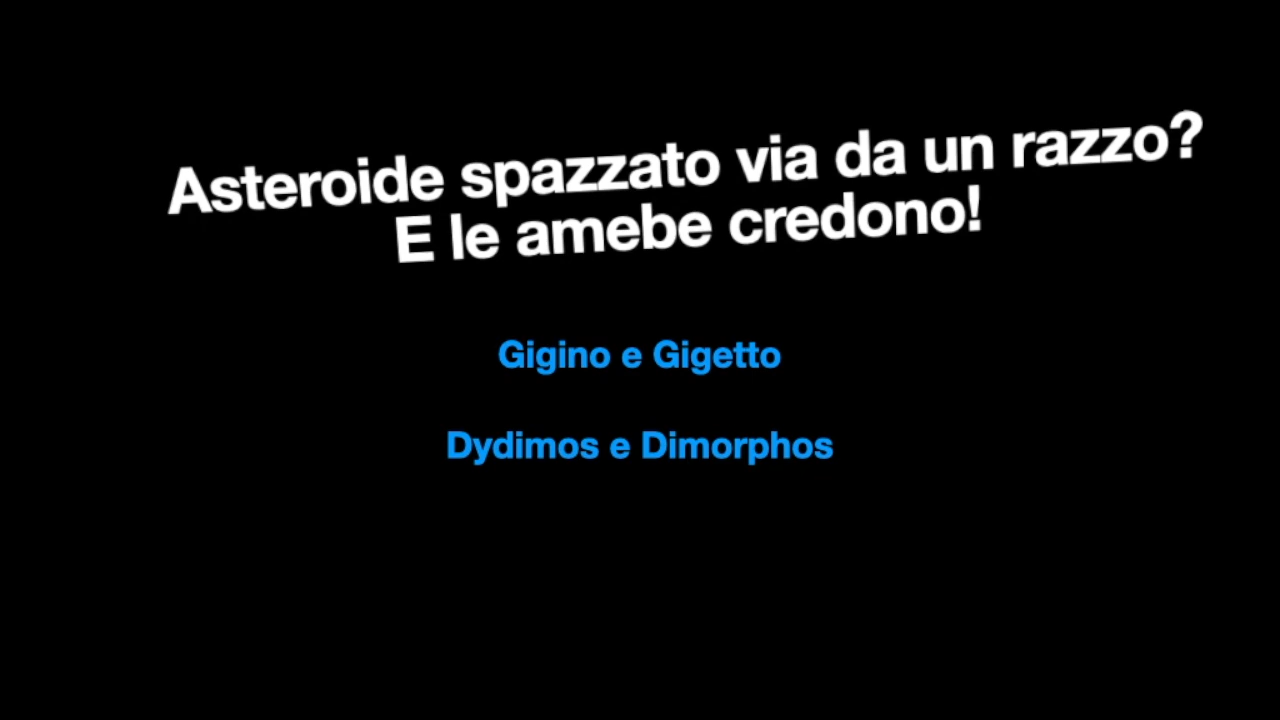 Asteroide spazzato via da un razzo?
E le amebe credono!
Gigino e Gigetto
Dydimos e Dimorphos